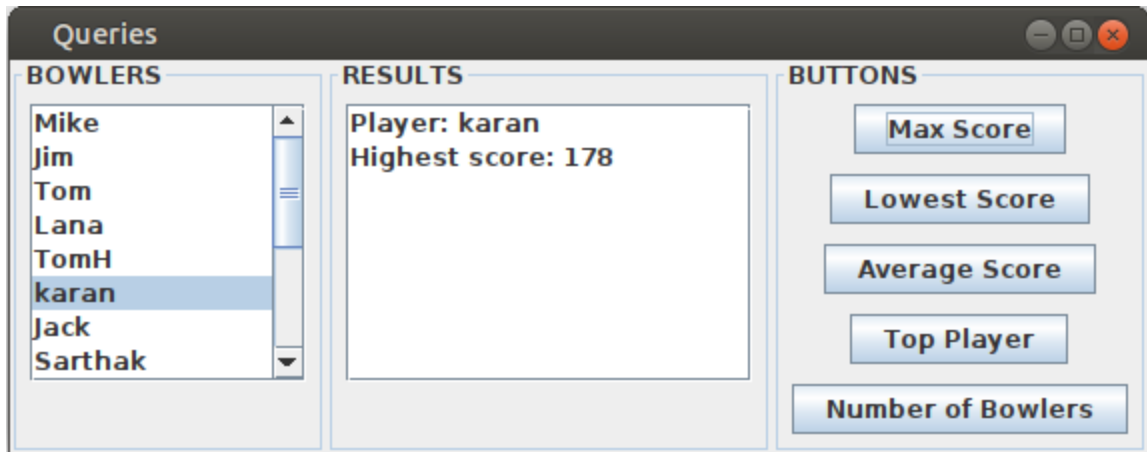 Queries
BOWLERS
Mike
Jim
Tom
Lana
TomH
karan
Jack
Sarthak
RESULTS
Player: karan
Highest score: 178
BUTTONS
Max Score
Lowest Score
Average Score
Top Player
Number of Bowlers